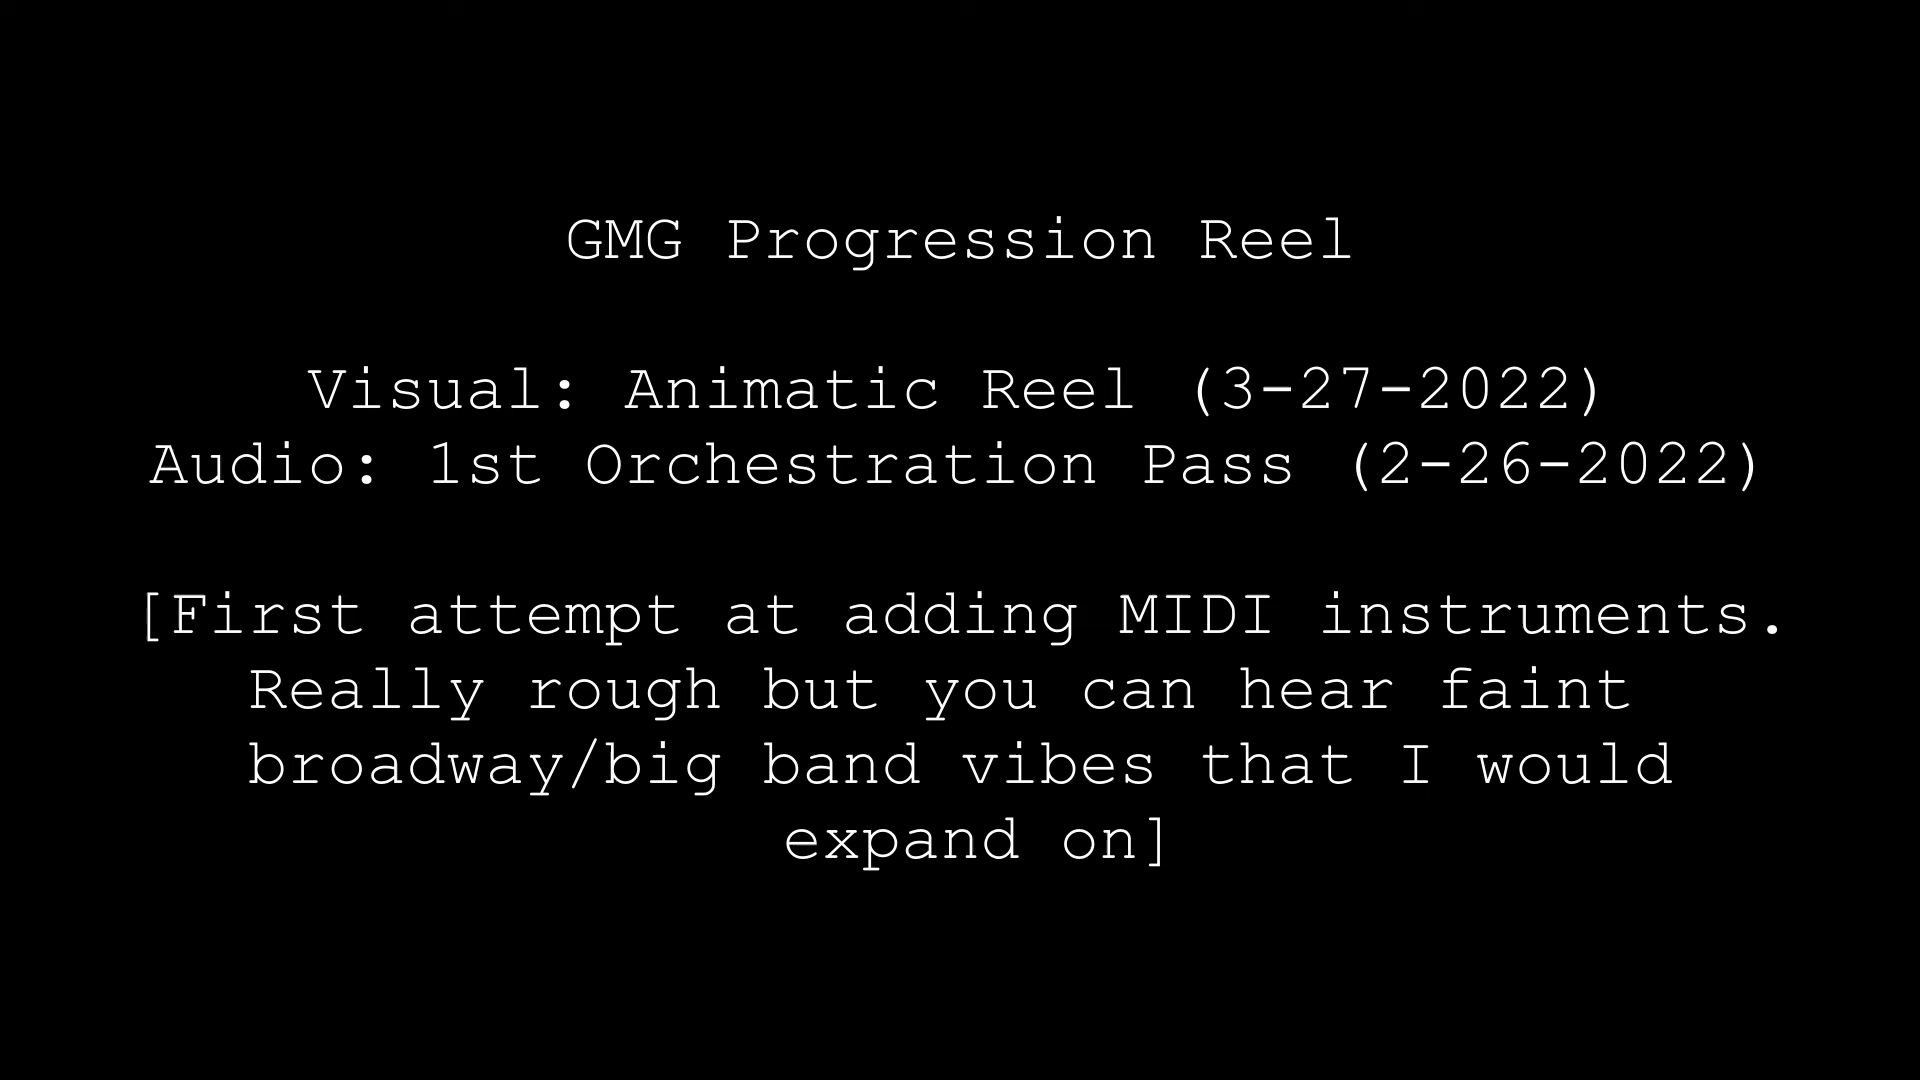 GMG Progression Reel
Visual: Animatic Reel (3-27-2022)
Audio: 1st Orchestration Pass (2-26-2022)
[First attempt at adding MIDI instruments.
Really rough but you can hear faint
broadway/big band vibes that I would
expand on]